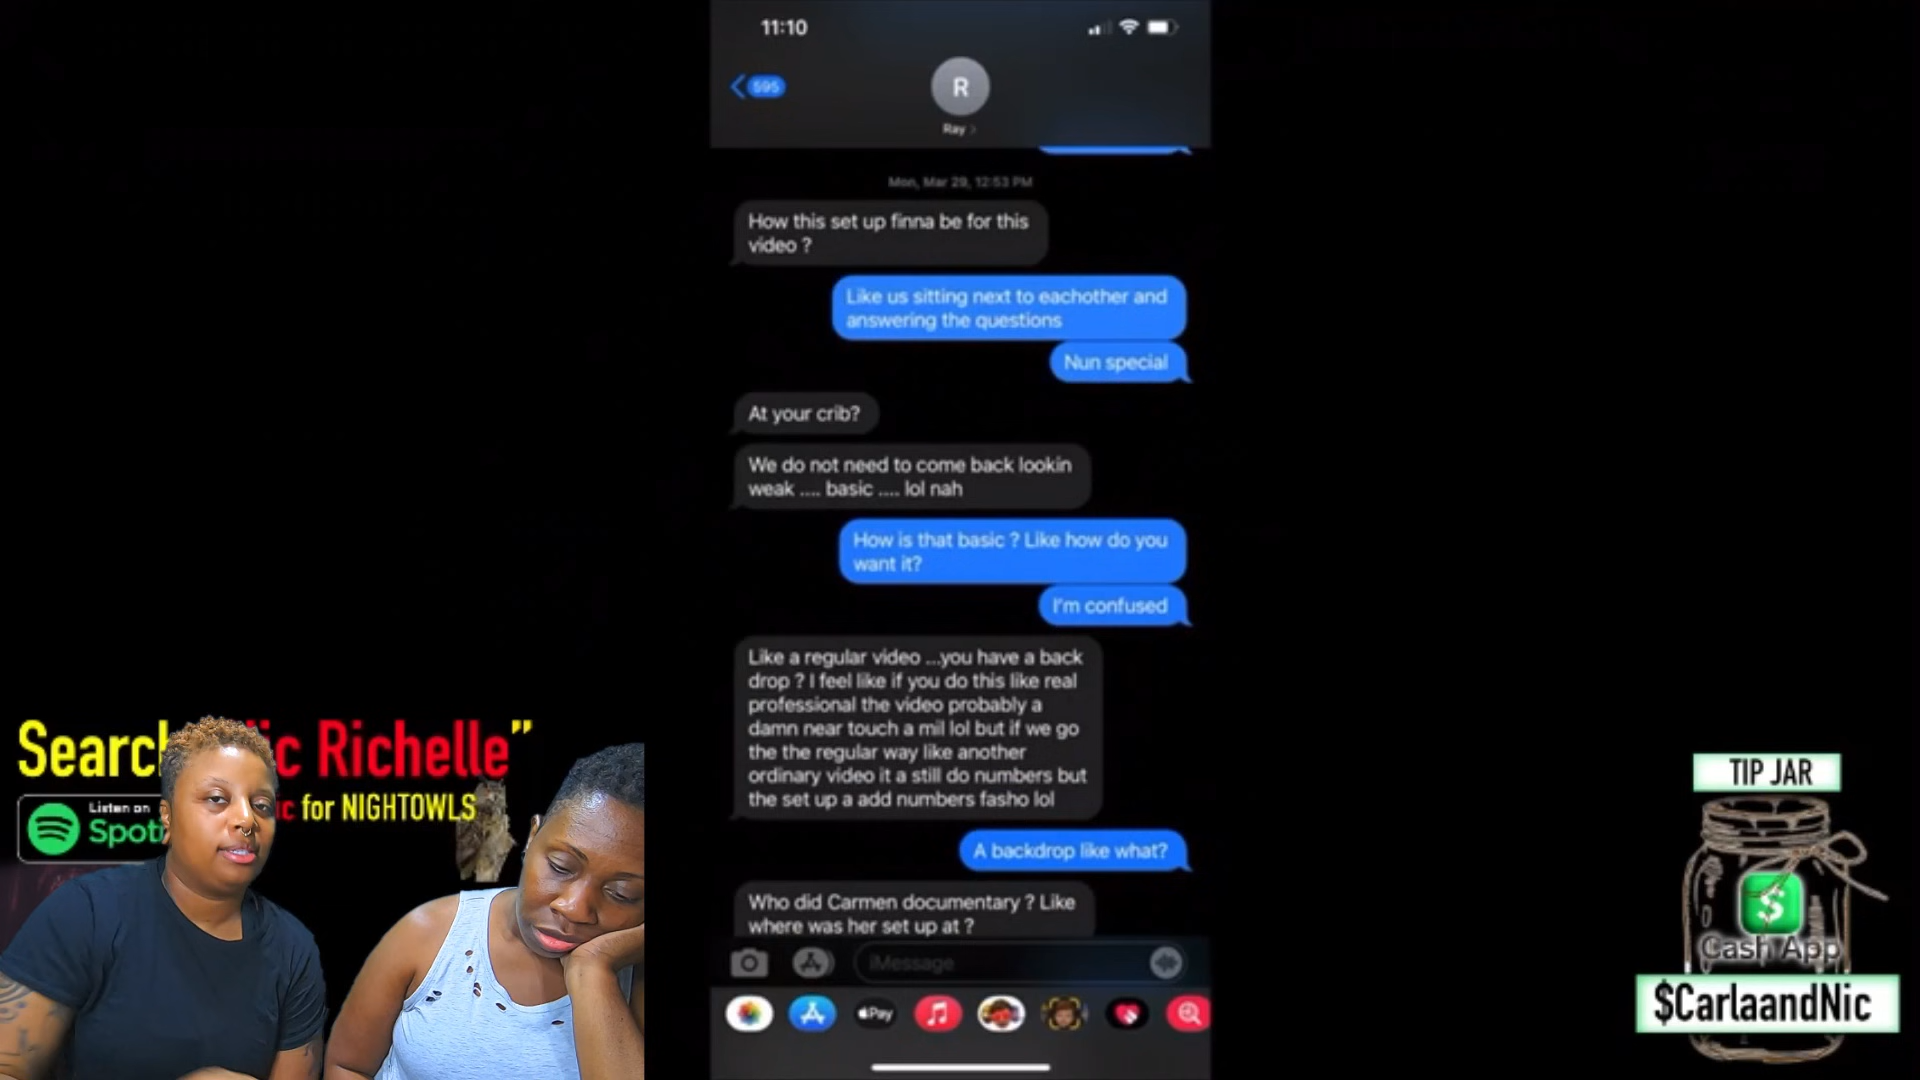 11:10
595
R
Ray
Mon, Mar 29, 12:53 PM
How this set up finna be for this
video ?
Like us sitting next to eachother and
answering the questions
Nun special
At your crib?
We do not need to come back lookin
weak .... basic .... lol nah
How is that basic ? Like how do you
want it?
I'm confused
Like a regular video ...you have a back
drop ? I feel like if you do this like real
professional the video probably a
damn near touch a mil lol but if we go
the the regular way like another
ordinary video it a still do numbers but
the set up a add numbers fasho lol
A backdrop like what?
Who did Carmen documentary ? Like
where was her set up at ?
iMessage
Pay
Search
ic Richelle"
Listen on
ic for NIGHTOWLS
Spoti
TIP JAR
$
Cash App
$CarlaandNic